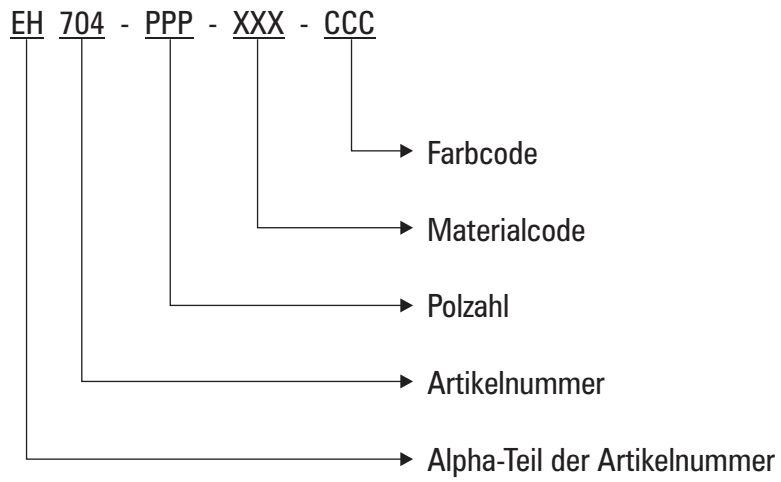 EH 704 - PPP - XXX - CCC
Farbcode
Materialcode
Polzahl
Artikelnummer
Alpha-Teil der Artikelnummer